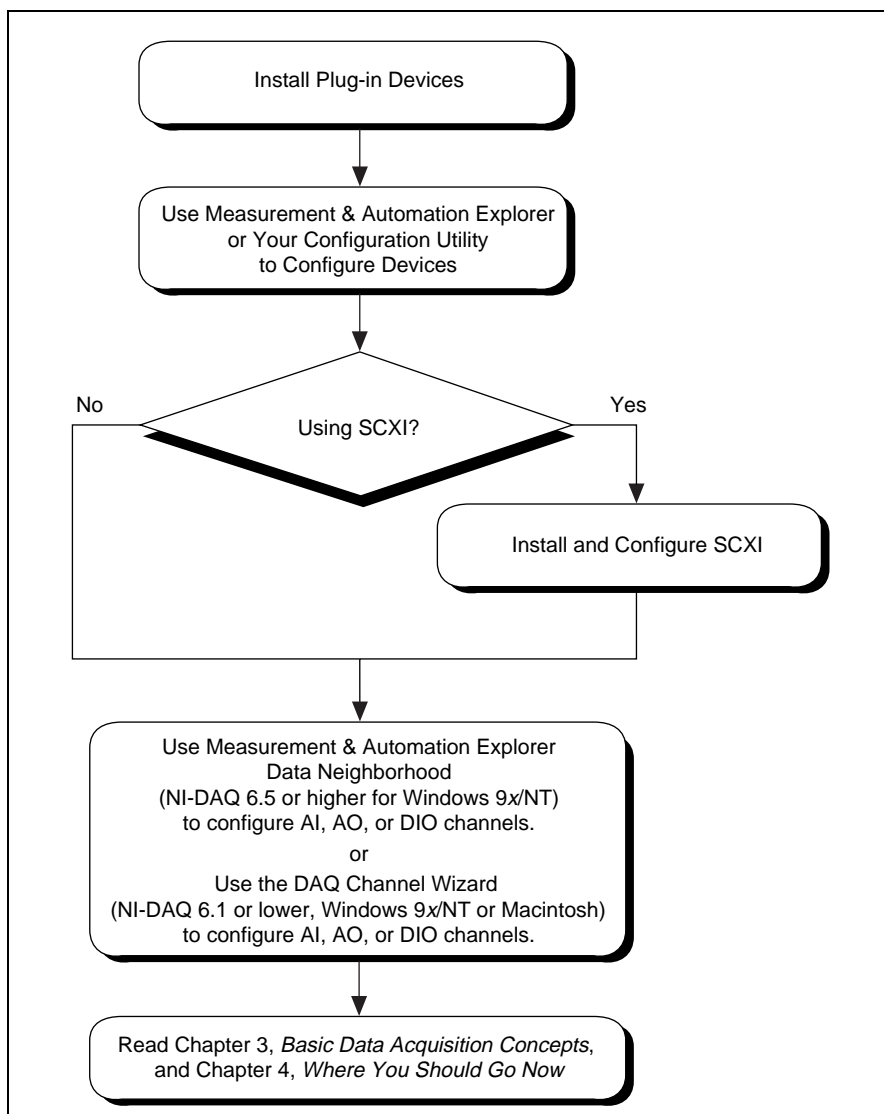 Install Plug-in Devices
Use Measurement & Automation Explorer
or Your Configuration Utility
to Configure Devices
No
Yes
Using SCXI?
Install and Configure SCXI
Use Measurement & Automation Explorer
Data Neighborhood
(NI-DAQ 6.5 or higher for Windows 9x/NT)
to configure AI, AO, or DIO channels.
or
Use the DAQ Channel Wizard
(NI-DAQ 6.1 or lower, Windows 9x/NT or Macintosh)
to configure AI, AO, or DIO channels.
Read Chapter 3, Basic Data Acquisition Concepts,
and Chapter 4, Where You Should Go Now